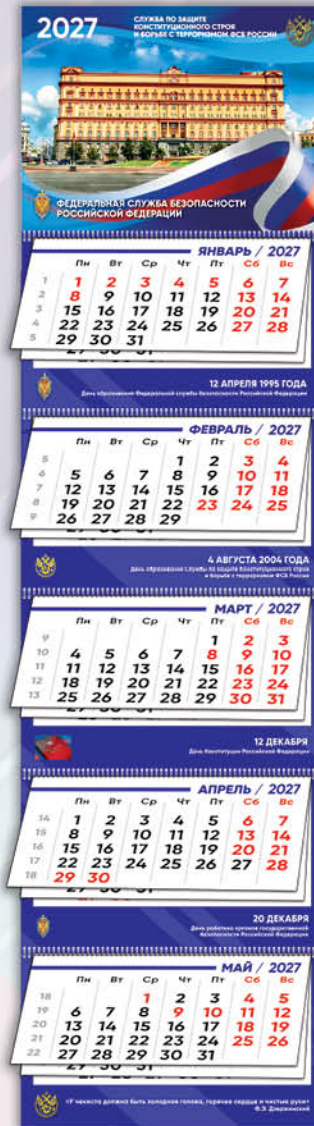 2027
СЛУЖБА ПО ЗАЩИТЕ
КОНСТИТУЦИОННОГО СТРОЯ
И БОРЬБЕ С ТЕРРОРИЗМОМ ФСБ РОССИИ
ФЕДЕРАЛЬНАЯ СЛУЖБА БЕЗОПАСНОСТИ
РОССИЙСКОЙ ФЕДЕРАЦИИ
ЯНВАРЬ / 2027
Пн Вт Ср Чт Пт Сб Вс
1 1 2 3 4 5 6 7
2 8 9 10 11 12 13 14
3 15 16 17 18 19 20 21
4 22 23 24 25 26 27 28
5 29 30 31
29 30 31
12 АПРЕЛЯ 1995 ГОДА
День образования Федеральной службы безопасности Российской Федерации
ФЕВРАЛЬ / 2027
Пн Вт Ср Чт Пт Сб Вс
5 1 2 3 4
6 5 6 7 8 9 10 11
7 12 13 14 15 16 17 18
8 19 20 21 22 23 24 25
9 26 27 28 29
4 АВГУСТА 2004 ГОДА
День образования Службы по защите конституционного строя
и борьбе с терроризмом ФСБ России
МАРТ / 2027
Пн Вт Ср Чт Пт Сб Вс
9 1 2 3
10 4 5 6 7 8 9 10
11 11 12 13 14 15 16 17
12 18 19 20 21 22 23 24
13 25 26 27 28 29 30 31
12 ДЕКАБРЯ
День Конституции Российской Федерации
АПРЕЛЬ / 2027
Пн Вт Ср Чт Пт Сб Вс
14 1 2 3 4 5 6 7
15 8 9 10 11 12 13 14
16 15 16 17 18 19 20 21
17 22 23 24 25 26 27 28
18 29 30
20 ДЕКАБРЯ
День работника органов государственной
безопасности Российской Федерации
МАЙ / 2027
Пн Вт Ср Чт Пт Сб Вс
18 1 2 3 4 5
19 6 7 8 9 10 11 12
20 13 14 15 16 17 18 19
21 20 21 22 23 24 25 26
22 27 28 29 30 31
«У чекиста должна быть холодная голова, горячее сердце и чистые руки»
Ф.Э. Дзержинский